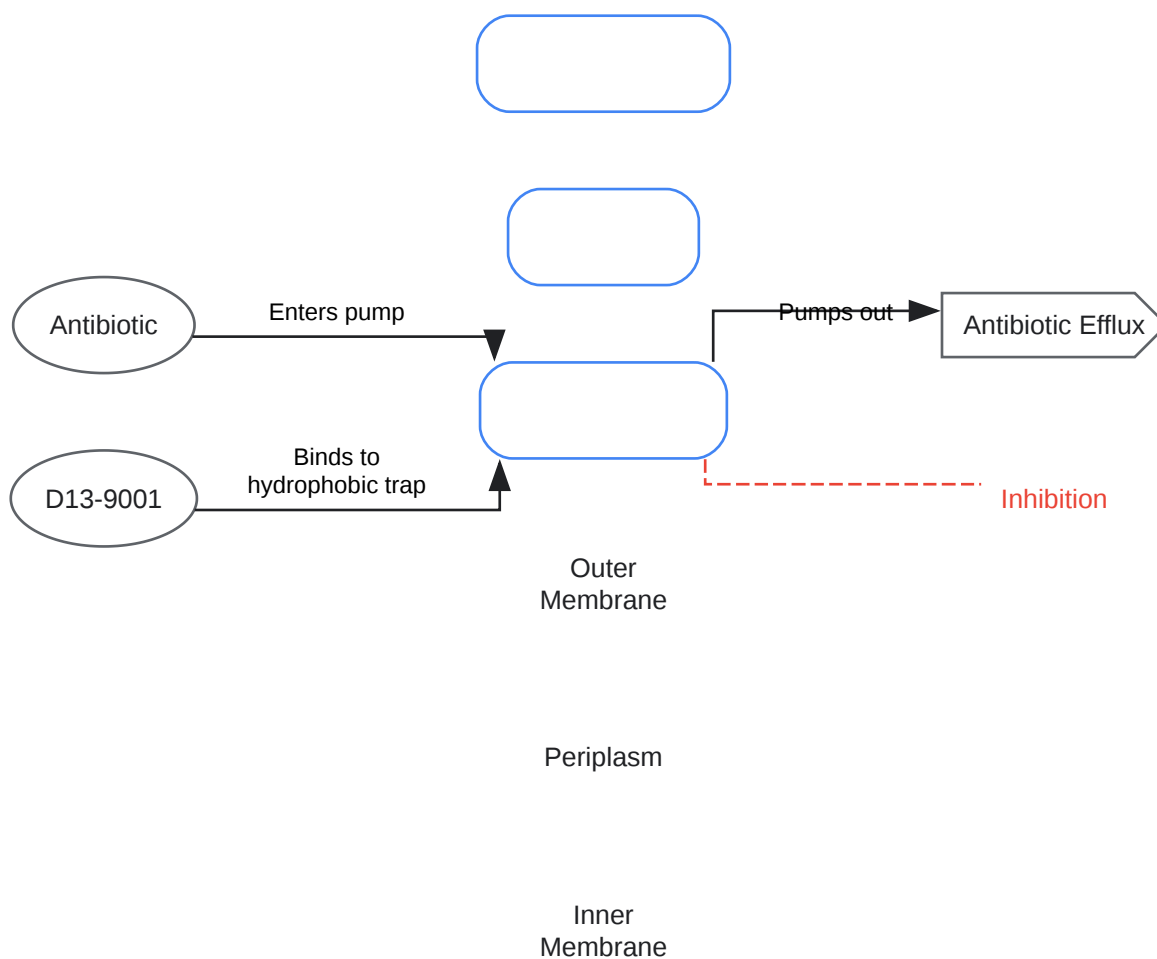 Enters pump
Pumps out
Antibiotic
Antibiotic Efflux
Binds to
hydrophobic trap
D13-9001
Inhibition
Outer
Membrane
Periplasm
Inner
Membrane